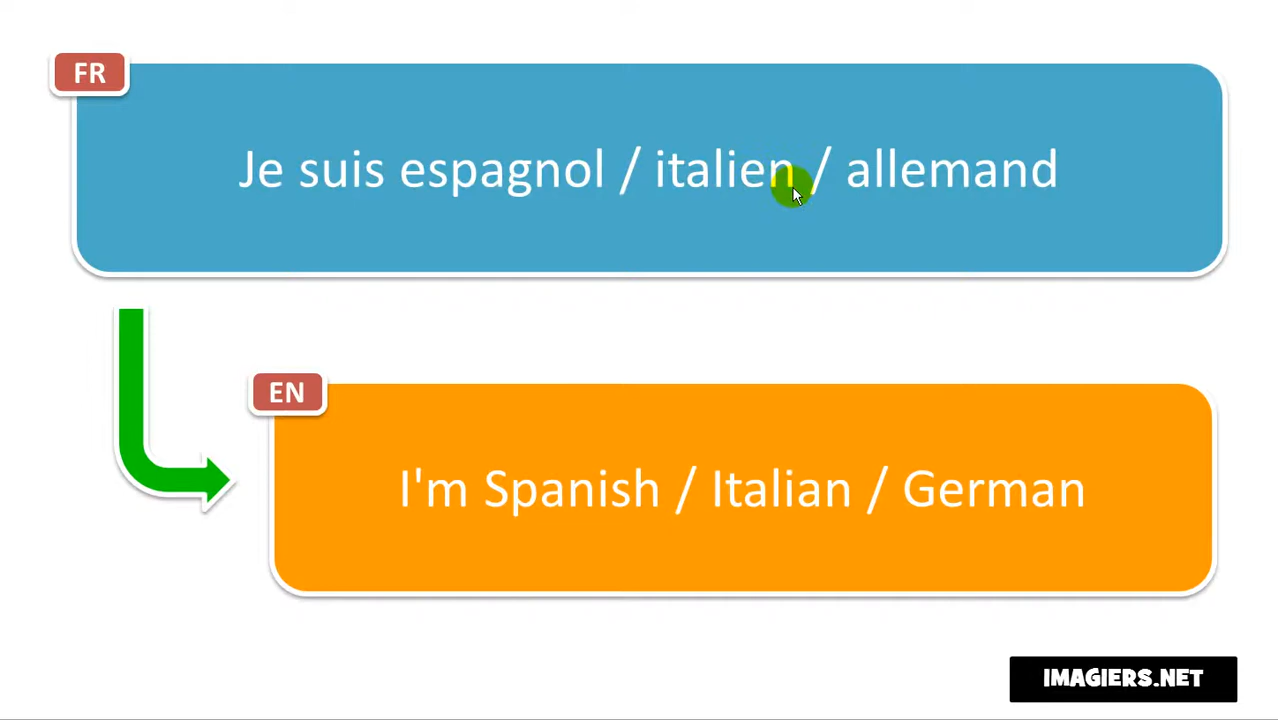 FR
Je suis espagnol / italien / allemand
EN
I'm Spanish / Italian / German
IMAGIERS.NET